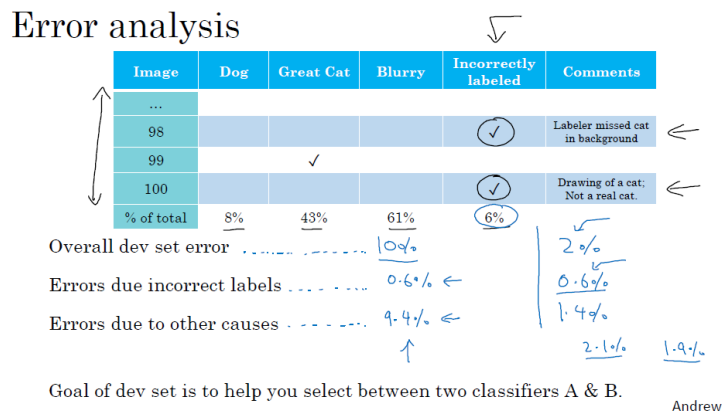 Error analysis
Image Dog Great Cat Blurry Incorrectly labeled Comments
...
98 ✓ Labeler missed cat in background
99 ✓
100 ✓ Drawing of a cat; Not a real cat.
% of total 8% 43% 61% 6%
Overall dev set error 10% 2%
Errors due incorrect labels 0.6% 0.6%
Errors due to other causes 9.4% 1.4%
2.1% 1.9%
Goal of dev set is to help you select between two classifiers A & B.
Andrew